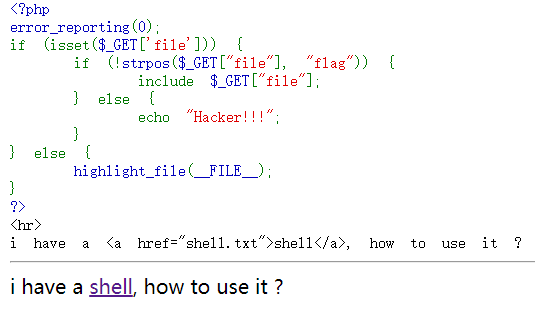 <?php
error_reporting(0);
if (isset($_GET['file'])) {
if (!strpos($_GET["file"], "flag")) {
include $_GET["file"];
} else {
echo "Hacker!!!";
}
} else {
highlight_file(__FILE__);
}
?>
<hr>
i have a <a href="shell.txt">shell</a>, how to use it ?
i have a shell, how to use it ?